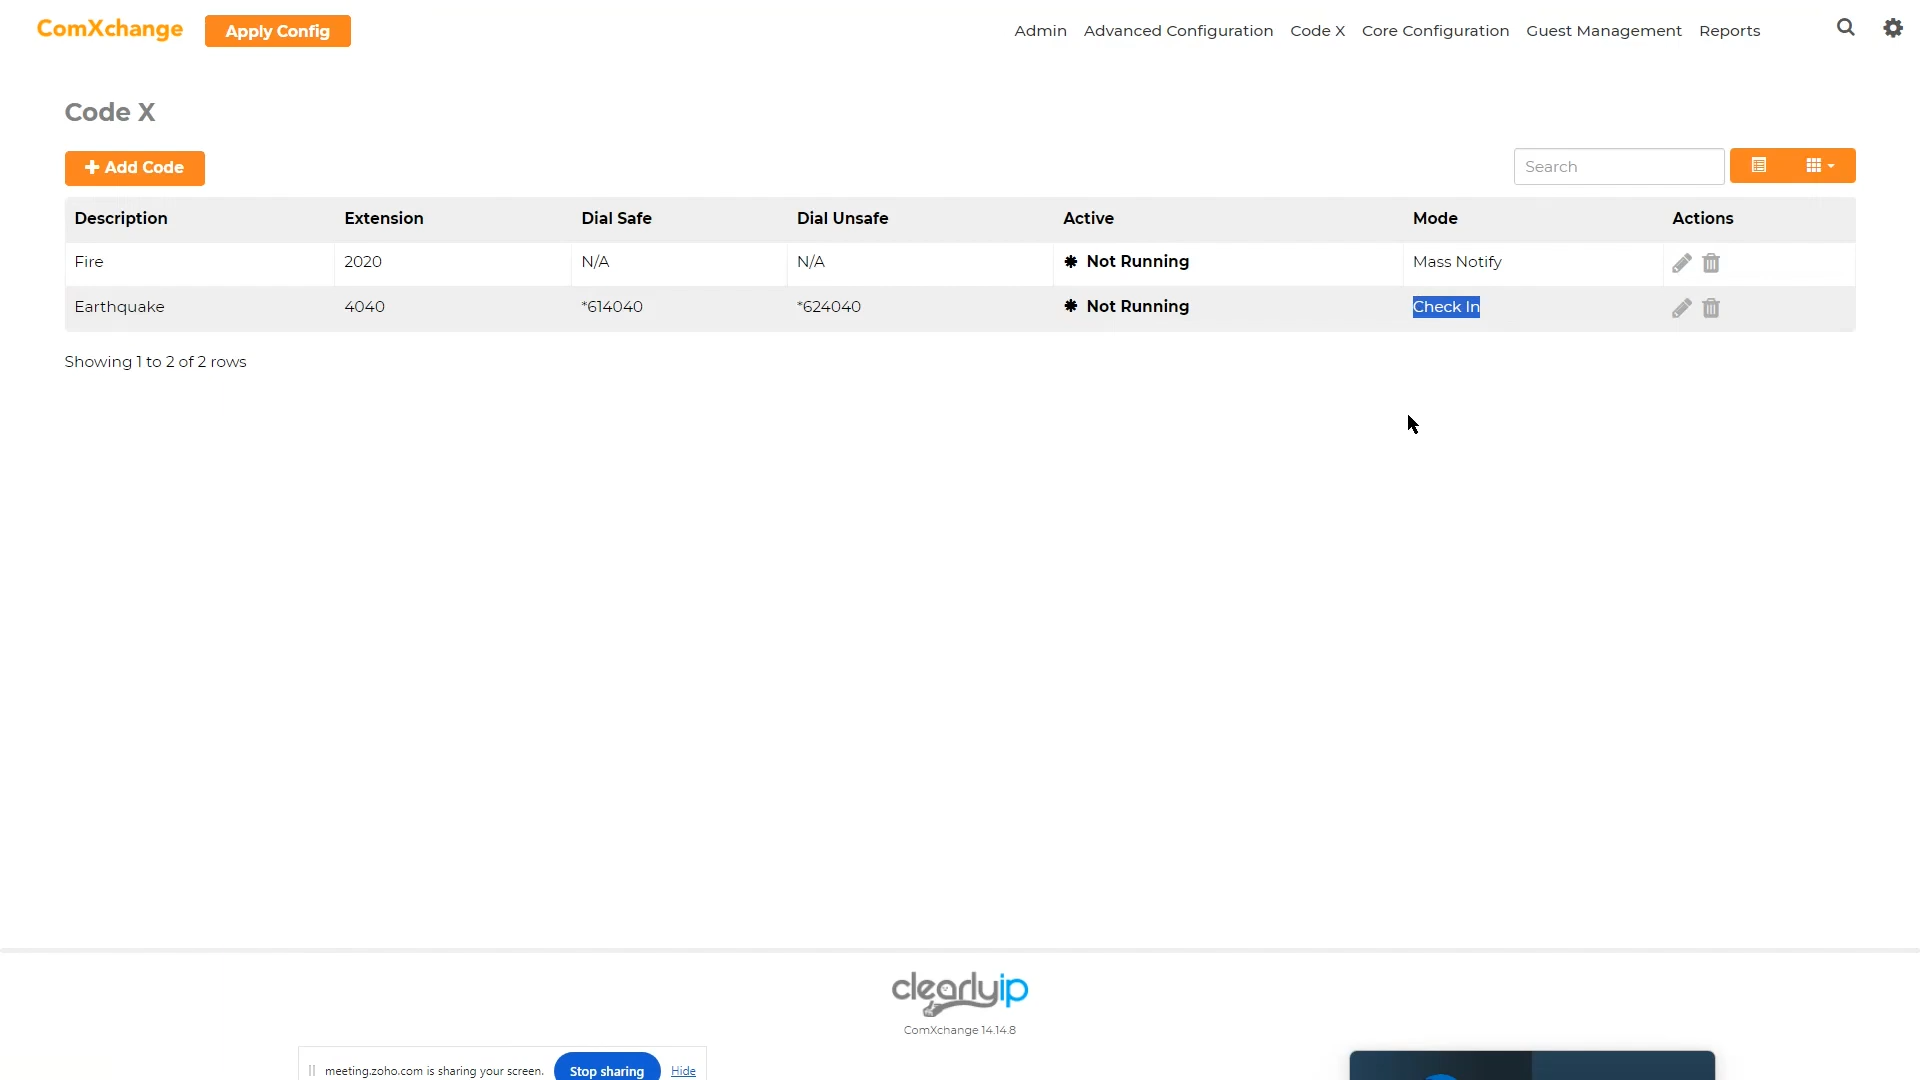 ComXchange Apply Config Admin Advanced Configuration Code X Core Configuration Guest Management Reports
Code X
Add Code Search
Description Extension Dial Safe Dial Unsafe Active Mode Actions
Fire 2020 N/A N/A Not Running Mass Notify
Earthquake 4040 *614040 *624040 Not Running Check In
Showing 1 to 2 of 2 rows
clearlyip
ComXchange 14.14.8
meeting.zoho.com is sharing your screen. Stop sharing Hide